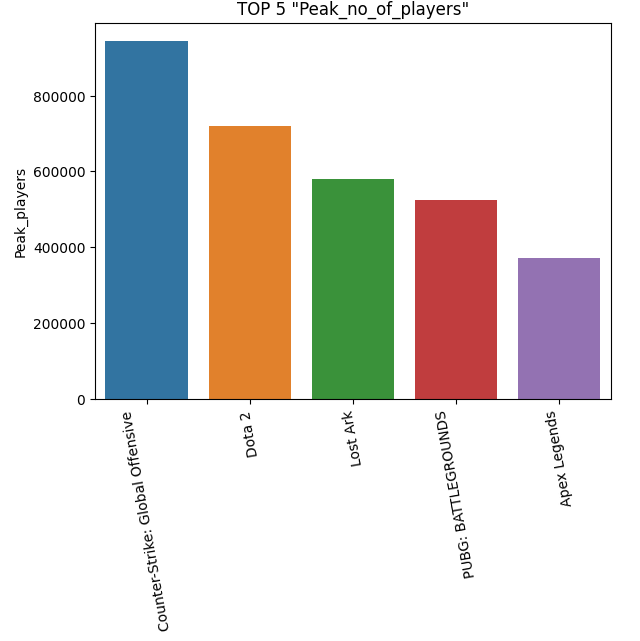 TOP 5 "Peak_no_of_players"
Peak_players
800000
600000
400000
200000
0
Counter-Strike: Global Offensive
Dota 2
Lost Ark
PUBG: BATTLEGROUNDS
Apex Legends